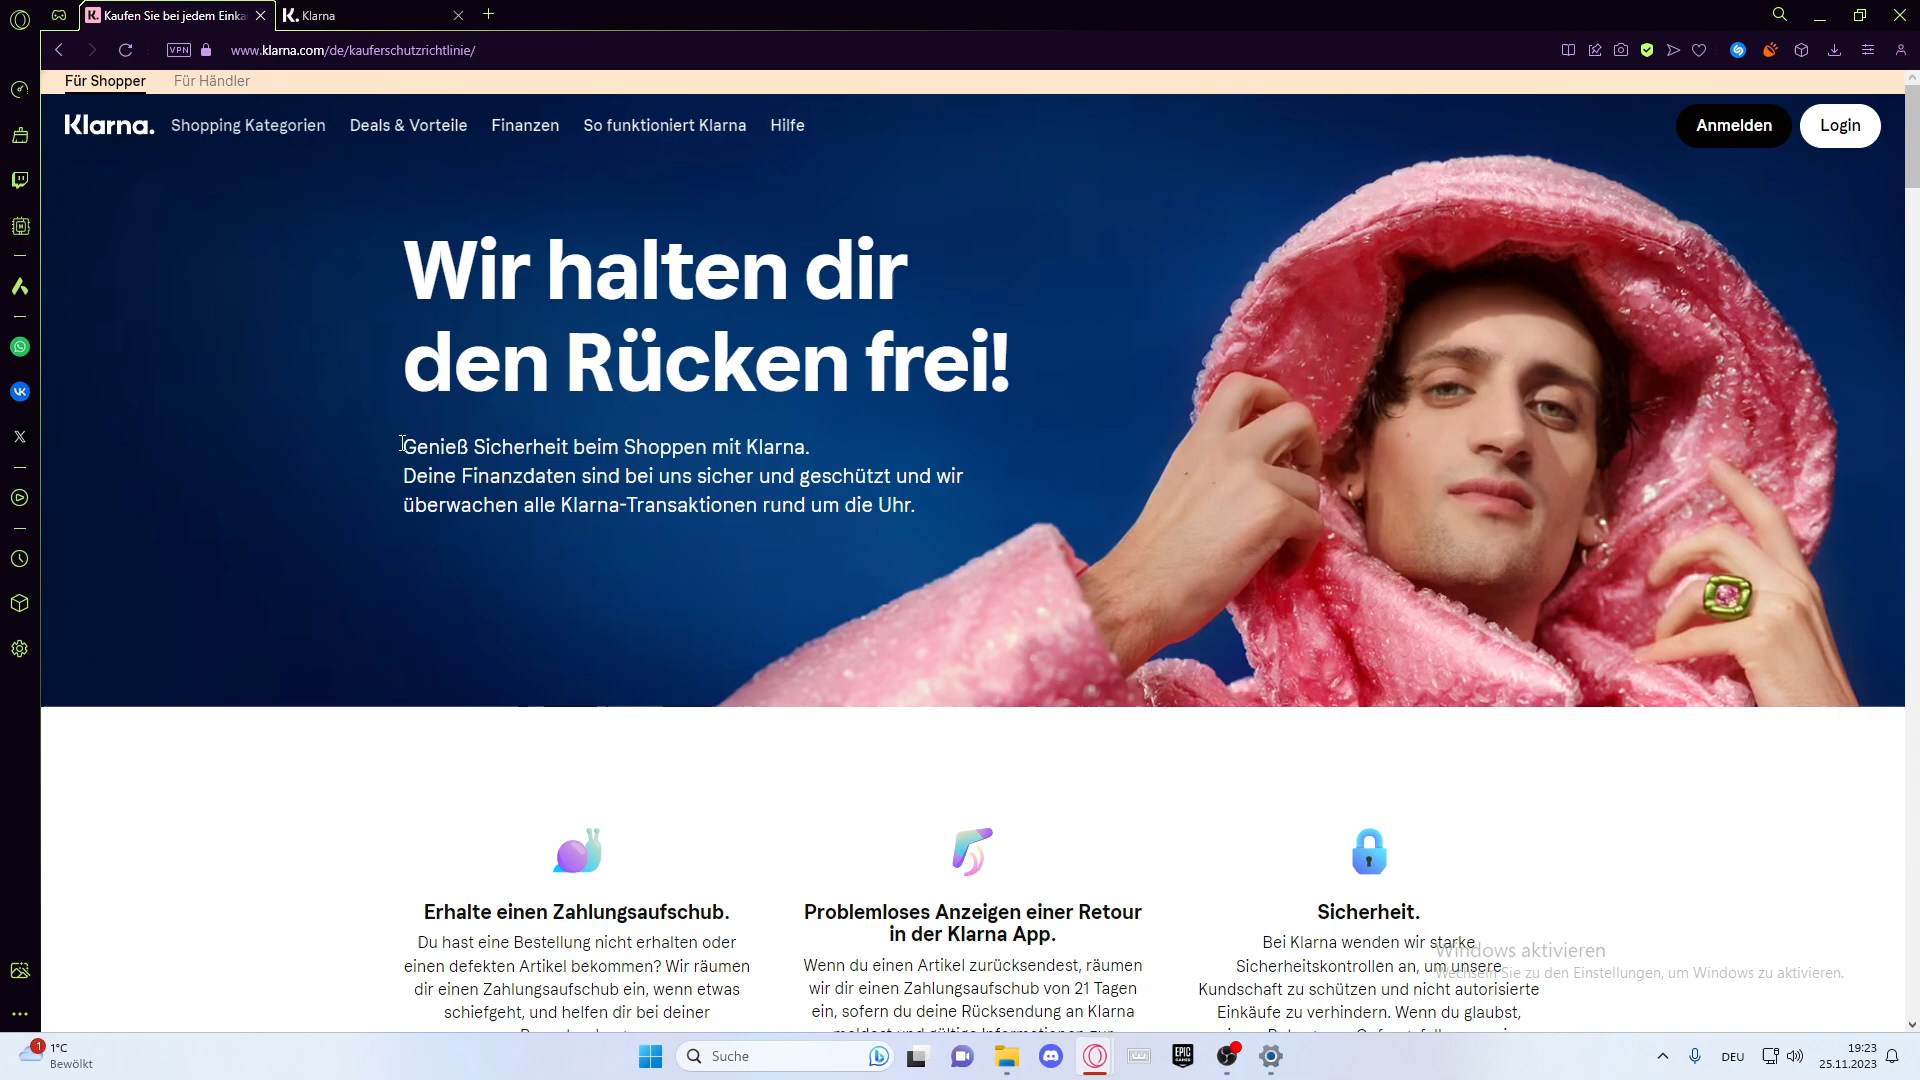 Kaufen Sie bei jedem Einka
Klarna
VPN
www.klarna.com/de/kauferschutzrichtlinie/
Für Shopper
Für Händler
Klarna.
Shopping Kategorien
Deals & Vorteile
Finanzen
So funktioniert Klarna
Hilfe
Anmelden
Login
Wir halten dir
den Rücken frei!
Genieß Sicherheit beim Shoppen mit Klarna.
Deine Finanzdaten sind bei uns sicher und geschützt und wir
überwachen alle Klarna-Transaktionen rund um die Uhr.
Erhalte einen Zahlungsaufschub.
Du hast eine Bestellung nicht erhalten oder
einen defekten Artikel bekommen? Wir räumen
dir einen Zahlungsaufschub ein, wenn etwas
schiefgeht, und helfen dir bei deiner
Problemloses Anzeigen einer Retour
in der Klarna App.
Wenn du einen Artikel zurücksendest, räumen
wir dir einen Zahlungsaufschub von 21 Tagen
ein, sofern du deine Rücksendung an Klarna
Sicherheit.
Bei Klarna wenden wir starke
Sicherheitskontrollen an, um unsere
Kundschaft zu schützen und nicht autorisierte
Einkäufe zu verhindern. Wenn du glaubst,
Windows aktivieren
Wechseln Sie zu den Einstellungen, um Windows zu aktivieren.
1
1°C
Bewölkt
Suche
EPIC GAMES
DEU
19:23
25.11.2023